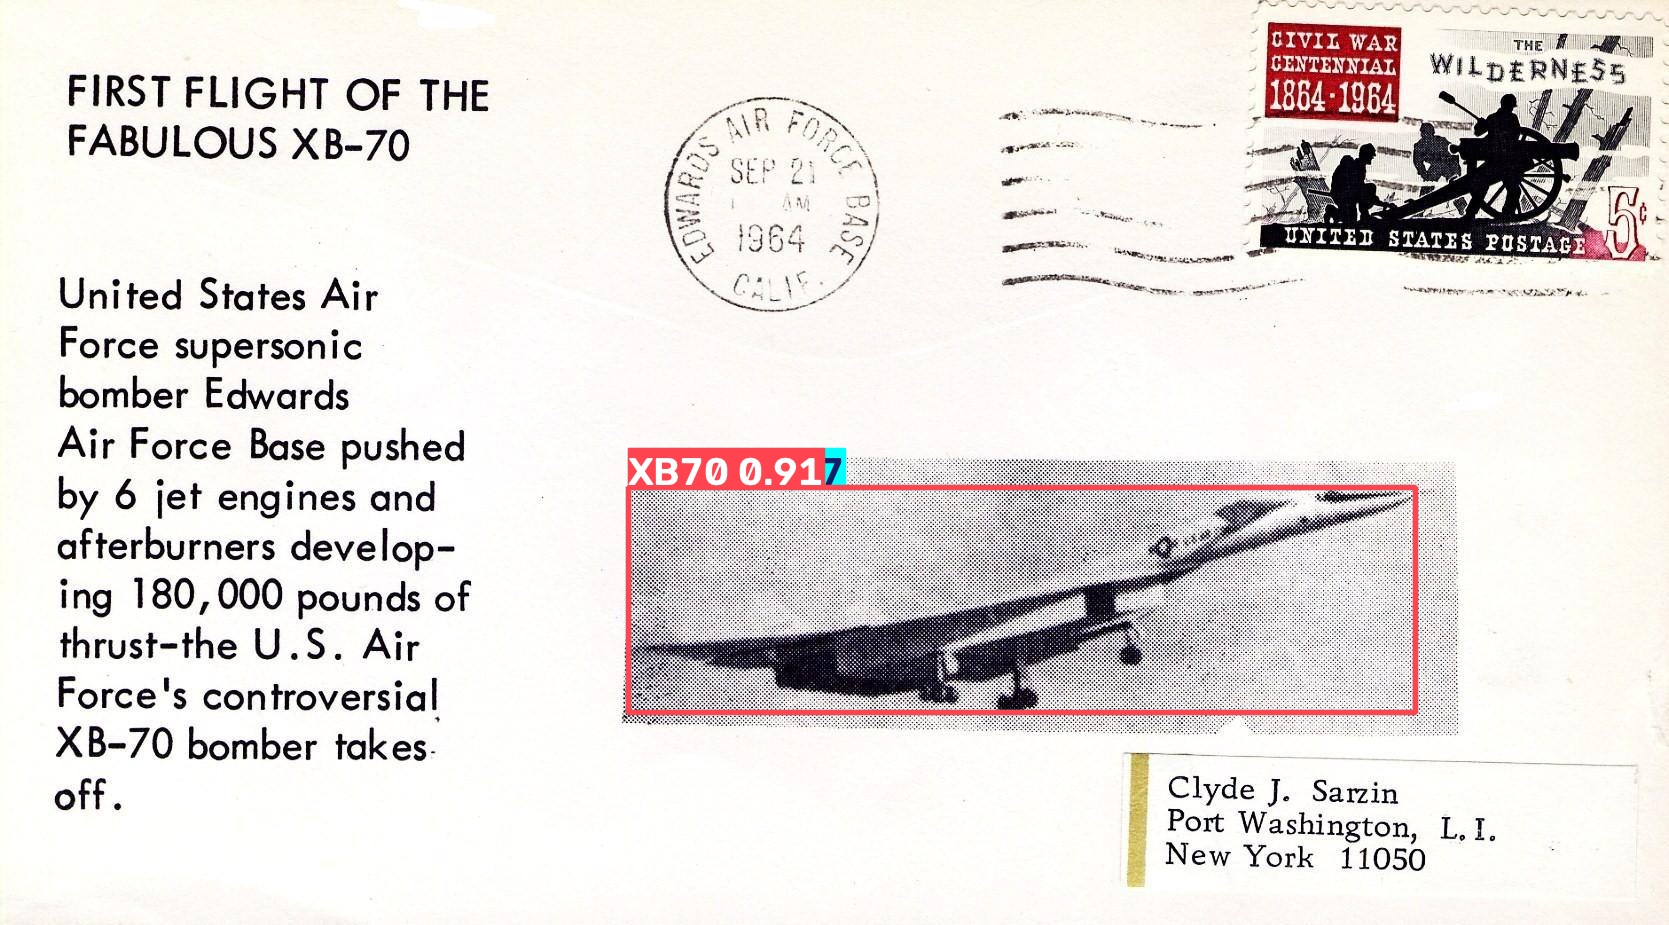 FIRST FLIGHT OF THE
FABULOUS XB-70
United States Air
Force supersonic
bomber Edwards
Air Force Base pushed
by 6 jet engines and
afterburners develop-
ing 180,000 pounds of
thrust-the U.S. Air
Force's controversial
XB-70 bomber takes
off.
EDWARDS AIR FORCE BASE
SEP 21
AM
1964
CALIF.
CIVIL WAR
CENTENNIAL
1864-1964
THE
WILDERNESS
5¢
UNITED STATES POSTAGE
XB70 0.917
Clyde J. Sarzin
Port Washington, L.I.
New York 11050